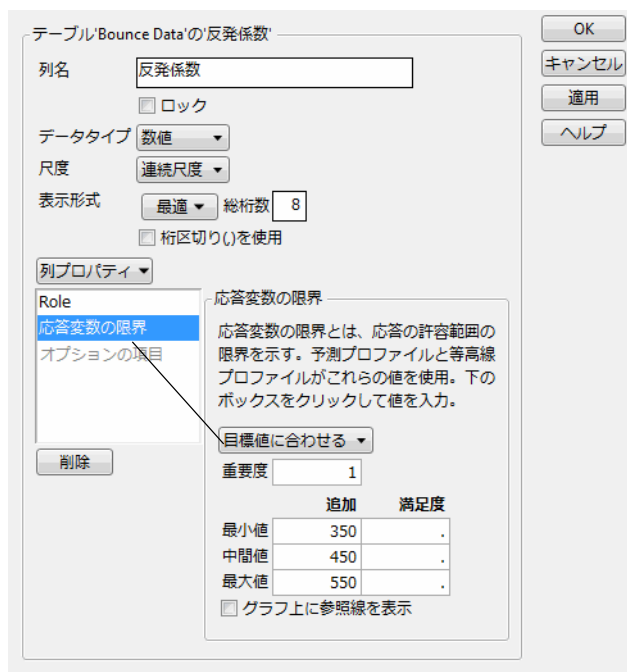 テーブル'Bounce Data'の'反発係数'
OK
列名 反発係数
キャンセル
ロック
適用
データタイプ 数値
ヘルプ
尺度 連続尺度
表示形式 最適 総桁数 8
桁区切り(,)を使用
列プロパティ
Role
応答変数の限界
オプションの項目
削除
応答変数の限界
応答変数の限界とは、応答の許容範囲の
限界を示す。予測プロファイルと等高線
プロファイルがこれらの値を使用。下の
ボックスをクリックして値を入力。
目標値に合わせる
重要度 1
追加 満足度
最小値 350 .
中間値 450 .
最大値 550 .
グラフ上に参照線を表示